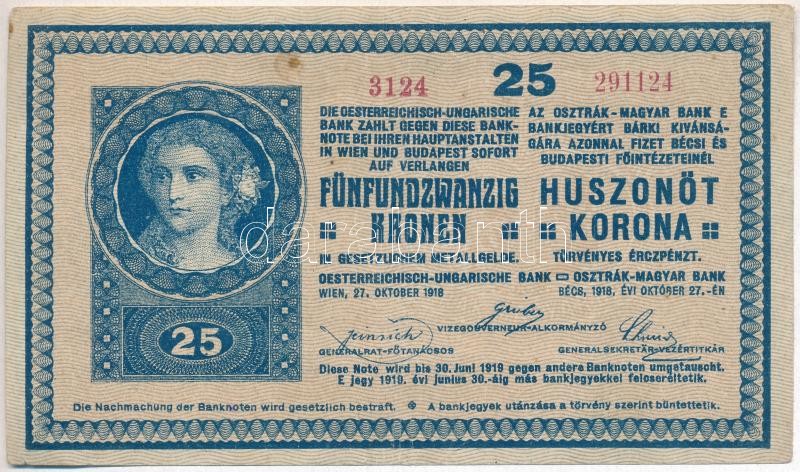 3124 25 291124
DIE OESTERREICHISCH-UNGARISCHE
BANK ZAHLT GEGEN DIESE BANK-
NOTE BEI IHREN HAUPTANSTALTEN
IN WIEN UND BUDAPEST SOFORT
AUF VERLANGEN
FÜNFUNDZWANZIG
KRONEN
IN GESETZLICHEM METALLGELDE.
AZ OSZTRÁK-MAGYAR BANK E
BANKJEGYÉRT BÁRKI KIVÁNSÁ-
GÁRA AZONNAL FIZET BÉCSI ÉS
BUDAPESTI FŐINTÉZETEINÉL
HUSZONÖT
KORONA
TÖRVÉNYES ÉRCZPÉNZT.
OESTERREICHISCH-UNGARISCHE BANK OSZTRÁK-MAGYAR BANK
WIEN, 27. OKTOBER 1918 BÉCS, 1918. ÉVI OKTÓBER 27.-ÉN
Gruber
VIZEGOUVERNEUR-ALKORMÁNYZÓ
GENERALRAT-FŐTANÁCSOS
GENERALSEKRETÄR-VEZÉRTITKÁR
Diese Note wird bis 30. Juni 1919 gegen andere Banknoten umgetauscht.
E jegy 1919. évi junius 30.-áig más bankjegyekkel felcseréltetik.
25
Die Nachmachung der Banknoten wird gesetzlich bestraft. A bankjegyek utánzása a törvény szerint büntettetik.
darabanth